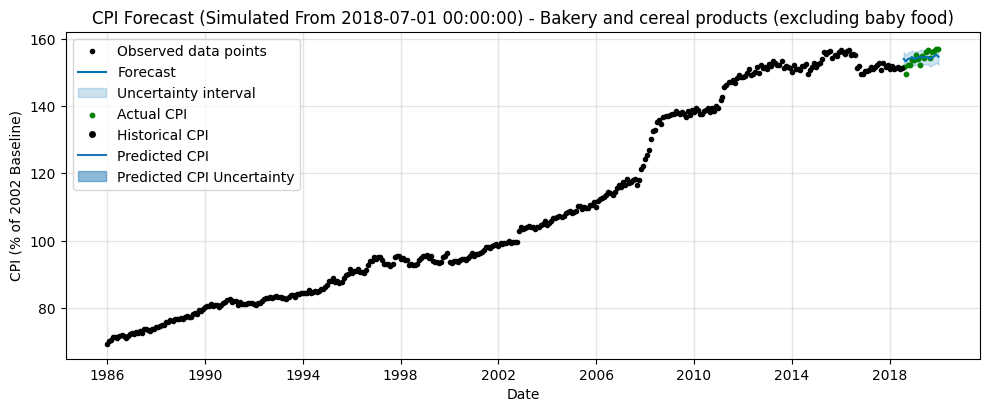 CPI Forecast (Simulated From 2018-07-01 00:00:00) - Bakery and cereal products (excluding baby food)
160
140
120
100
80
CPI (% of 2002 Baseline)
Observed data points
Forecast
Uncertainty interval
Actual CPI
Historical CPI
Predicted CPI
Predicted CPI Uncertainty
1986 1990 1994 1998 2002 2006 2010 2014 2018
Date